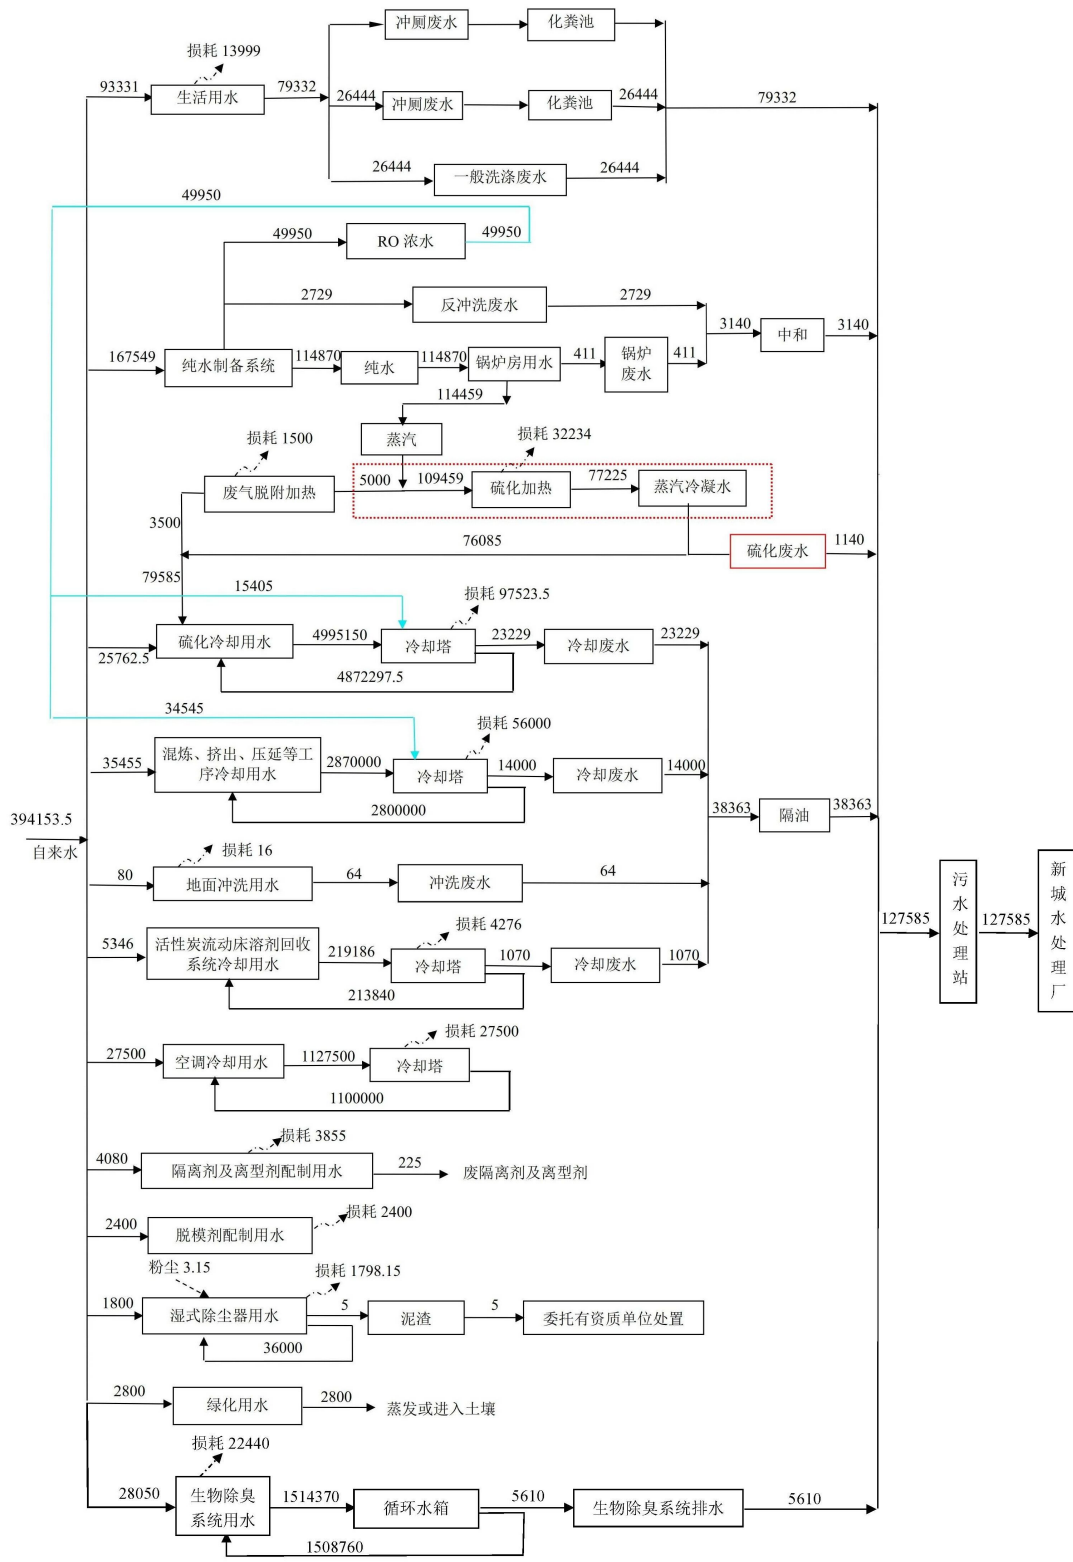 冲厕废水
化粪池
损耗 13999
93331
生活用水
79332
26444
冲厕废水
化粪池
26444
79332
26444
一般洗涤废水
26444
49950
49950
RO 浓水
49950
2729
反冲洗废水
2729
167549
纯水制备系统
114870
纯水
114870
锅炉房用水
411
锅炉
废水
411
3140
中和
3140
114459
蒸汽
损耗 1500
废气脱附加热
5000
109459
损耗 32234
硫化加热
77225
蒸汽冷凝水
3500
76085
硫化废水
1140
79585
15405
损耗 97523.5
25762.5
硫化冷却用水
4995150
冷却塔
23229
冷却废水
23229
4872297.5
34545
损耗 56000
35455
混炼、挤出、压延等工
序冷却用水
2870000
冷却塔
14000
冷却废水
14000
2800000
394153.5
自来水
38363
隔油
38363
损耗 16
80
地面冲洗用水
64
冲洗废水
64
损耗 4276
5346
活性炭流动床溶剂回收
系统冷却用水
219186
冷却塔
1070
冷却废水
1070
213840
127585
污
水
处
理
站
127585
新
城
水
处
理
厂
损耗 27500
27500
空调冷却用水
1127500
冷却塔
1100000
损耗 3855
4080
隔离剂及离型剂配制用水
225
废隔离剂及离型剂
2400
脱模剂配制用水
损耗 2400
粉尘 3.15
损耗 1798.15
1800
湿式除尘器用水
5
泥渣
5
委托有资质单位处置
36000
2800
绿化用水
2800
蒸发或进入土壤
损耗 22440
28050
生物除臭
系统用水
1514370
循环水箱
5610
生物除臭系统排水
5610
1508760